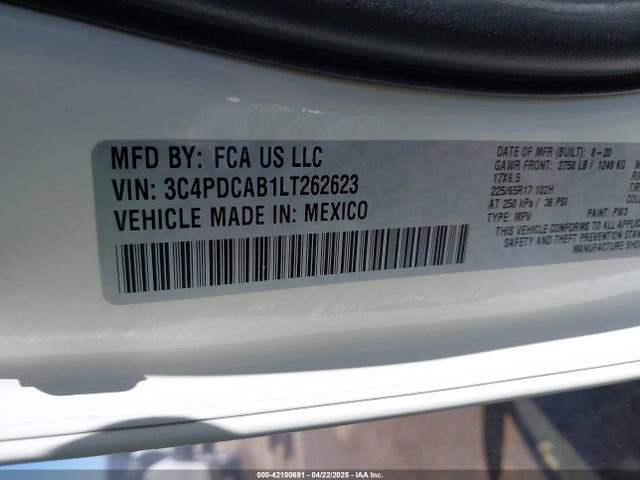 MFD BY: FCA US LLC
VIN: 3C4PDCAB1LT262623
VEHICLE MADE IN: MEXICO
DATE OF MFR (BUILT): 8-20
GAWR FRONT: 2750 LB / 1248 KG
17X6.5
225/65R17 102H
AT 250 kPa / 36 PSI
TYPE: MPV PAINT: PW3
THIS VEHICLE CONFORMS TO ALL APPLIC
SAFETY AND THEFT PREVENTION STAN
MANUFACTURE SHO
000-42100691 - 04/22/2025 - IAA Inc.